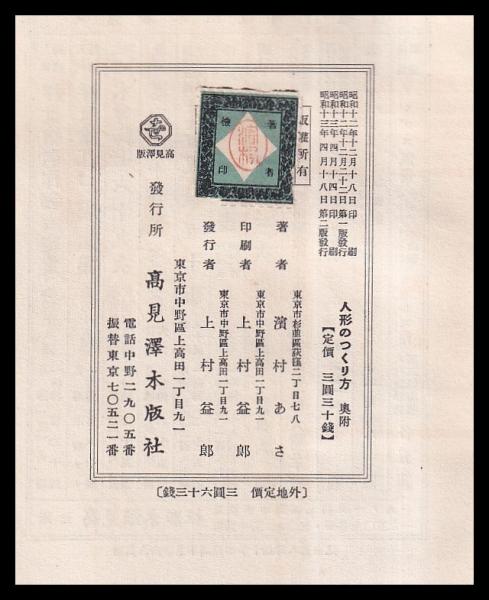 人形のつくり方 奥附
【定價 三圓三十錢】
昭和十二年十二月十八日印刷
昭和十二年十二月二十二日第一版發行
昭和十三年四月十四日印刷
昭和十三年四月十八日第二版發行
版權所有
著者檢印
東京市杉並區荻窪二丁目七八
著者 濱村あさ
東京市中野區上高田一丁目九一
印刷者 上村益郎
東京市中野區上高田一丁目九一
發行者 上村益郎
東京市中野區上高田一丁目九一
發行所 高見澤木版社
電話中野二九〇五番
振替東京七〇五二一番
高見澤版
〔外地定價 三圓六十三錢〕